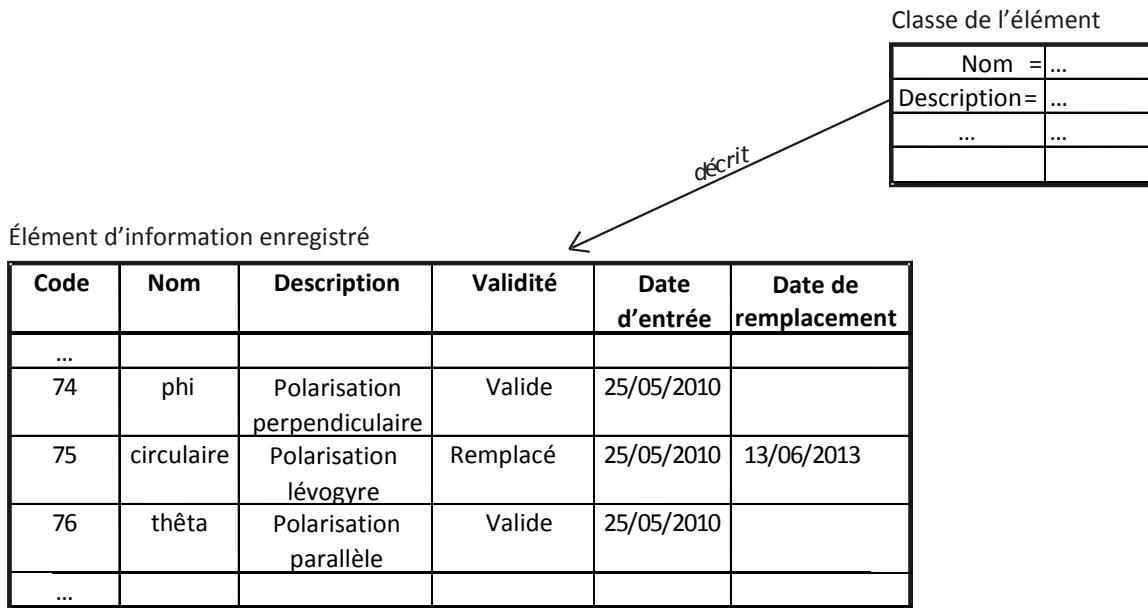 Classe de l’élément
Nom = ...
Description= ...
... ...
décrit
Élément d’information enregistré
Code Nom Description Validité Date Date de
d’entrée remplacement
...
74 phi Polarisation Valide 25/05/2010
perpendiculaire
75 circulaire Polarisation Remplacé 25/05/2010 13/06/2013
lévogyre
76 thêta Polarisation Valide 25/05/2010
parallèle
...